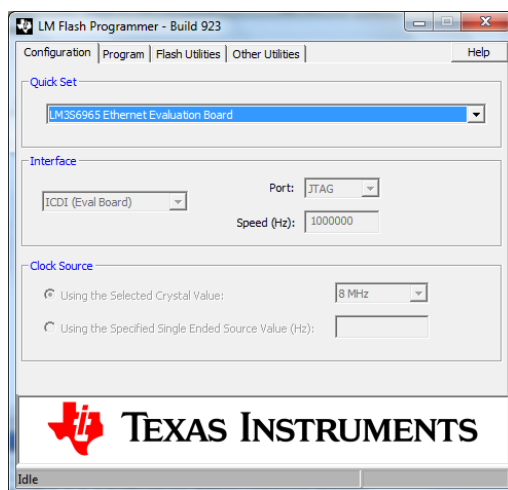 LM Flash Programmer - Build 923
Configuration Program Flash Utilities Other Utilities Help
Quick Set
LM3S6965 Ethernet Evaluation Board
Interface
ICDI (Eval Board)
Port: JTAG
Speed (Hz): 1000000
Clock Source
Using the Selected Crystal Value: 8 MHz
Using the Specified Single Ended Source Value (Hz):
TEXAS INSTRUMENTS
Idle